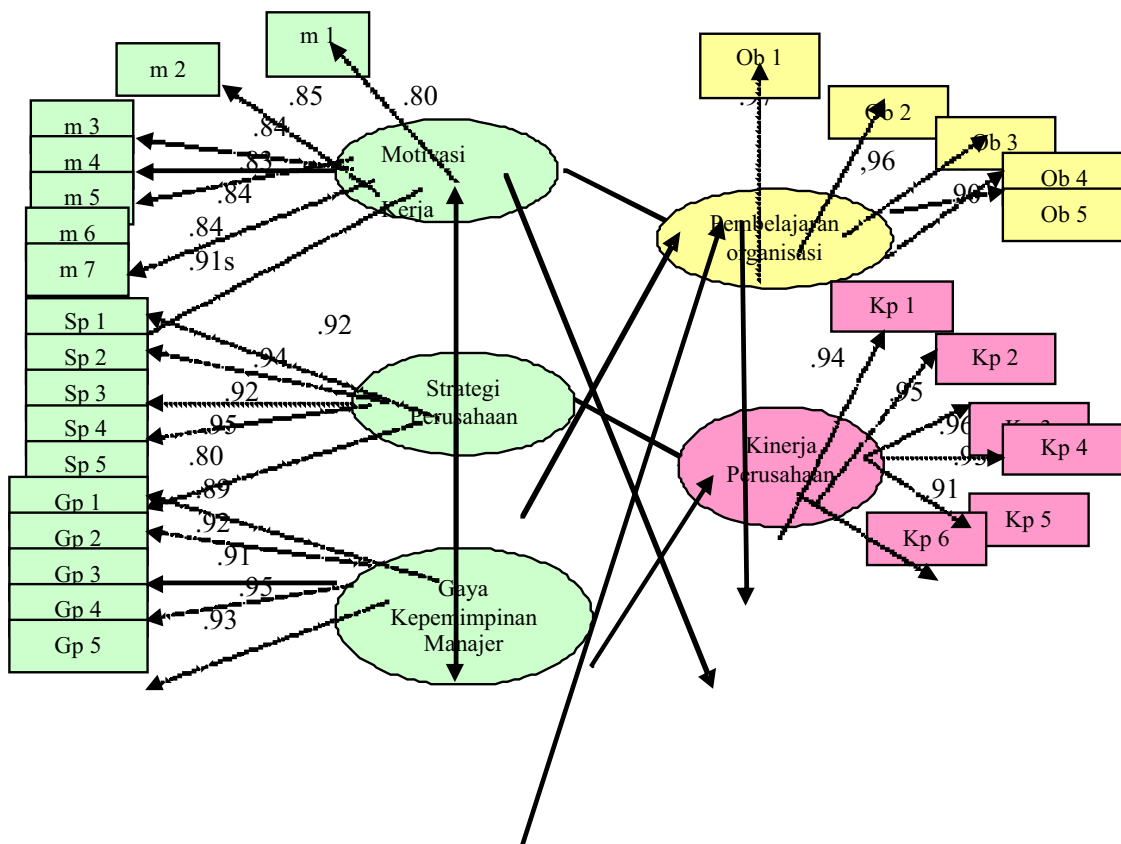 m 1
m 2
.85
.80
m 3
.84
m 4
.83
m 5
.84
m 6
.84
m 7
.91s
Motivasi
Kerja
Sp 1
.92
Sp 2
.94
Sp 3
.92
Sp 4
.95
Sp 5
.80
Strategi
Perusahaan
Gp 1
.89
Gp 2
.92
Gp 3
.91
Gp 4
.95
Gp 5
.93
Gaya
Kepemimpinan
Manajer
Ob 1
Ob 2
,96
Ob 3
Ob 4
.90
Ob 5
Pembelajaran
organisasi
Kp 1
.94
Kp 2
.95
.96
Kp 4
.93
.91
Kp 5
Kp 6
Kinerja
Perusahaan